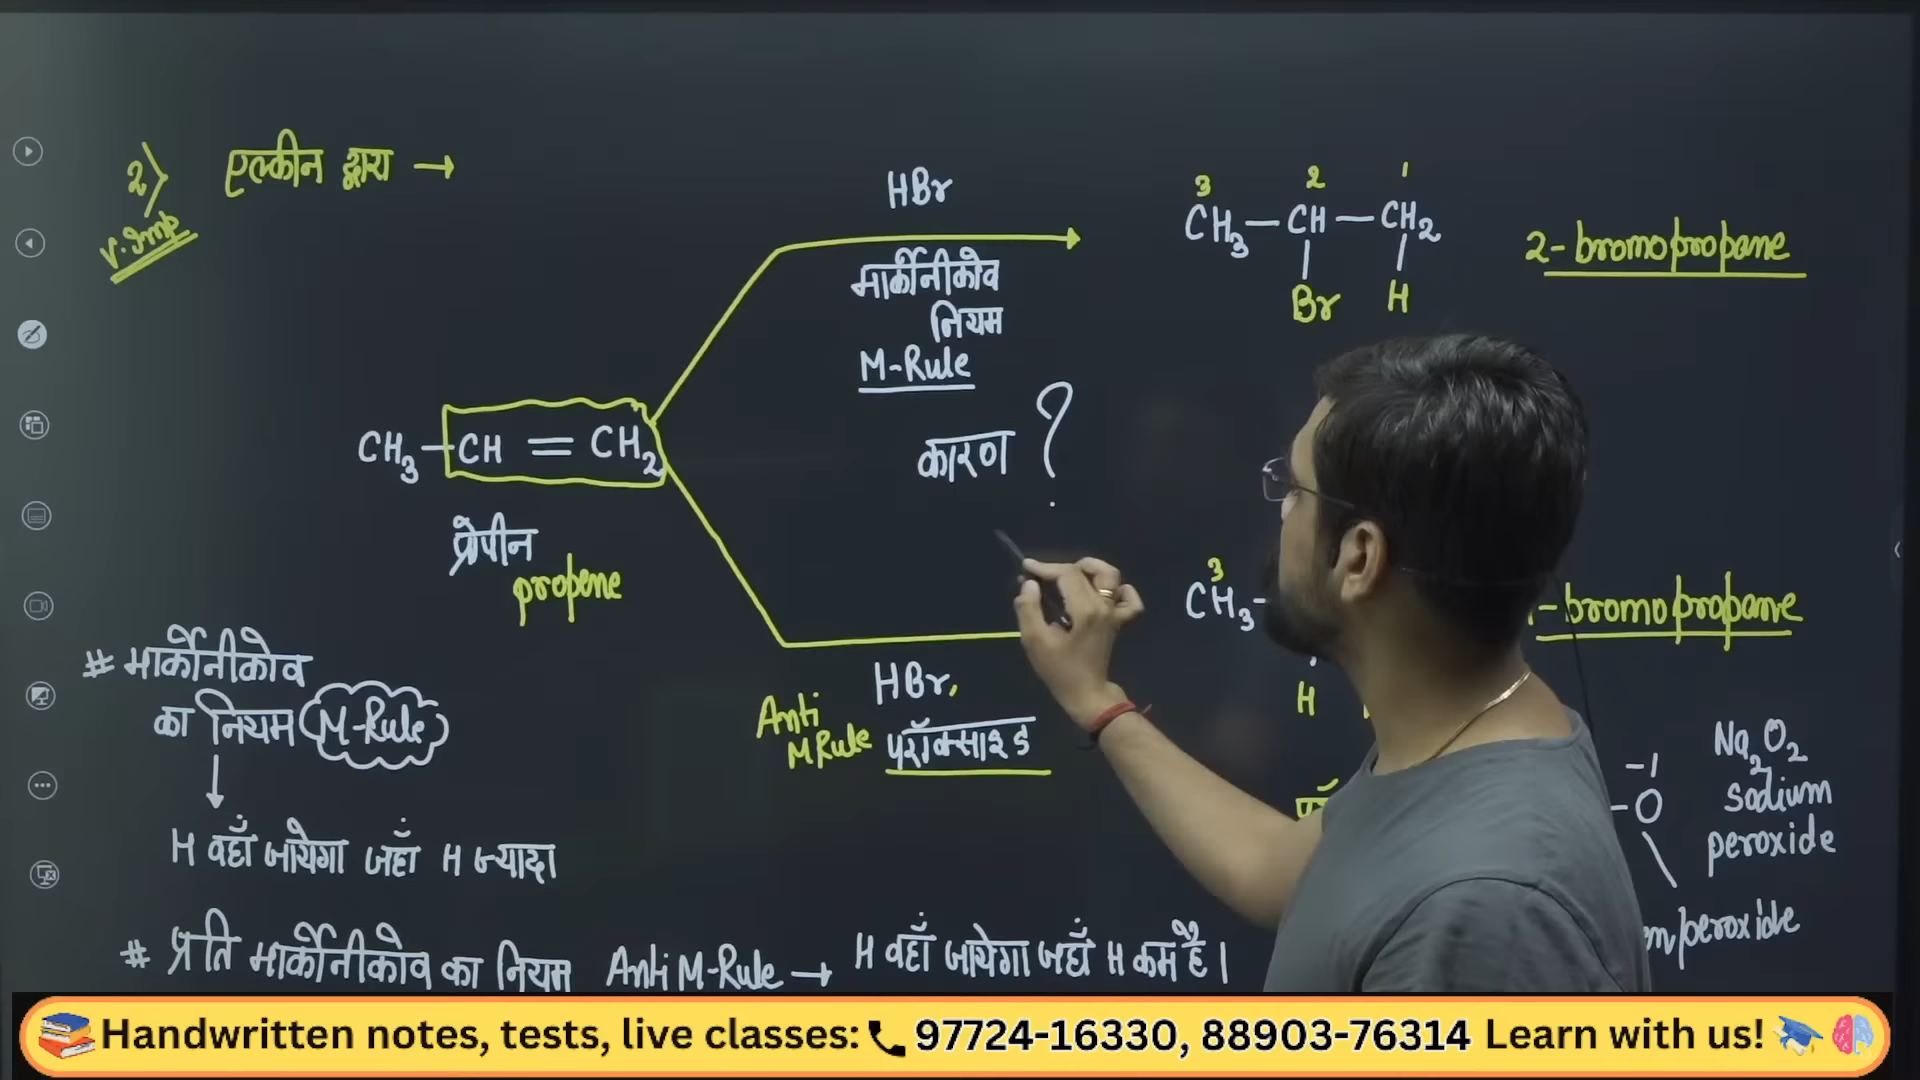 2) एल्कीन द्वारा →
v.imp
HBr
मार्कोनीकोव
नियम
M-Rule
3 2 1
CH3 — CH — CH2
Br H
2-bromopropane
कारण ?
CH3 — CH = CH2
प्रोपीन
propene
3
CH3-
H
-bromopropane
HBr,
Anti
M Rule
परॉक्साइड
# मार्कोनीकोव
का नियम M-Rule
↓
H वहाँ जायेगा जहाँ H ज्यादा
-1
-O
Na2O2
sodium
peroxide
peroxide
# प्रति मार्कोनीकोव का नियम Anti M-Rule → H वहाँ जायेगा जहाँ H कम है।
Handwritten notes, tests, live classes: 97724-16330, 88903-76314 Learn with us!